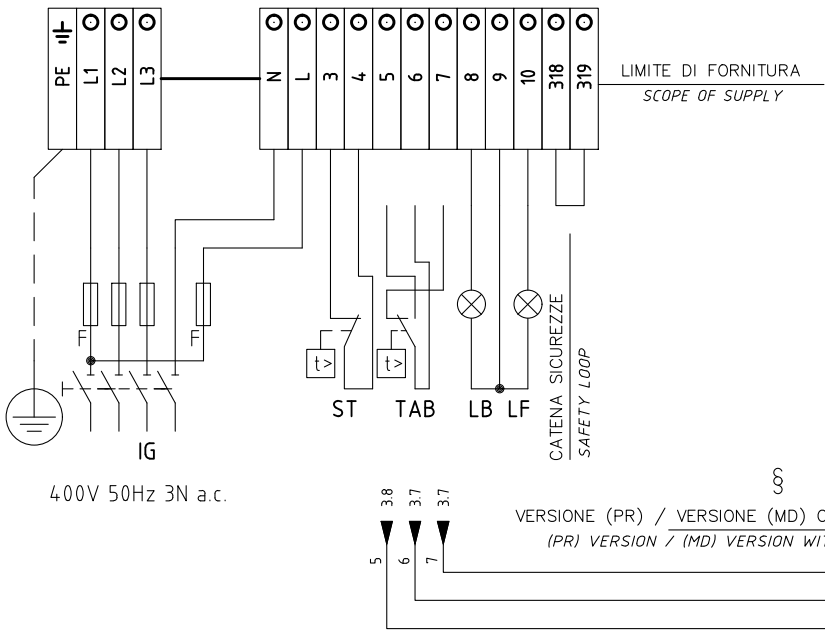 PE L1 L2 L3 N L 3 4 5 6 7 8 9 10 318 319
LIMITE DI FORNITURA
SCOPE OF SUPPLY
F F
t> t>
ST TAB LB LF
CATENA SICUREZZE
SAFETY LOOP
IG
400V 50Hz 3N a.c.
3.8 3.7 3.7
§
VERSIONE (PR) / VERSIONE (MD)
(PR) VERSION / (MD) VERSION
5 6 7